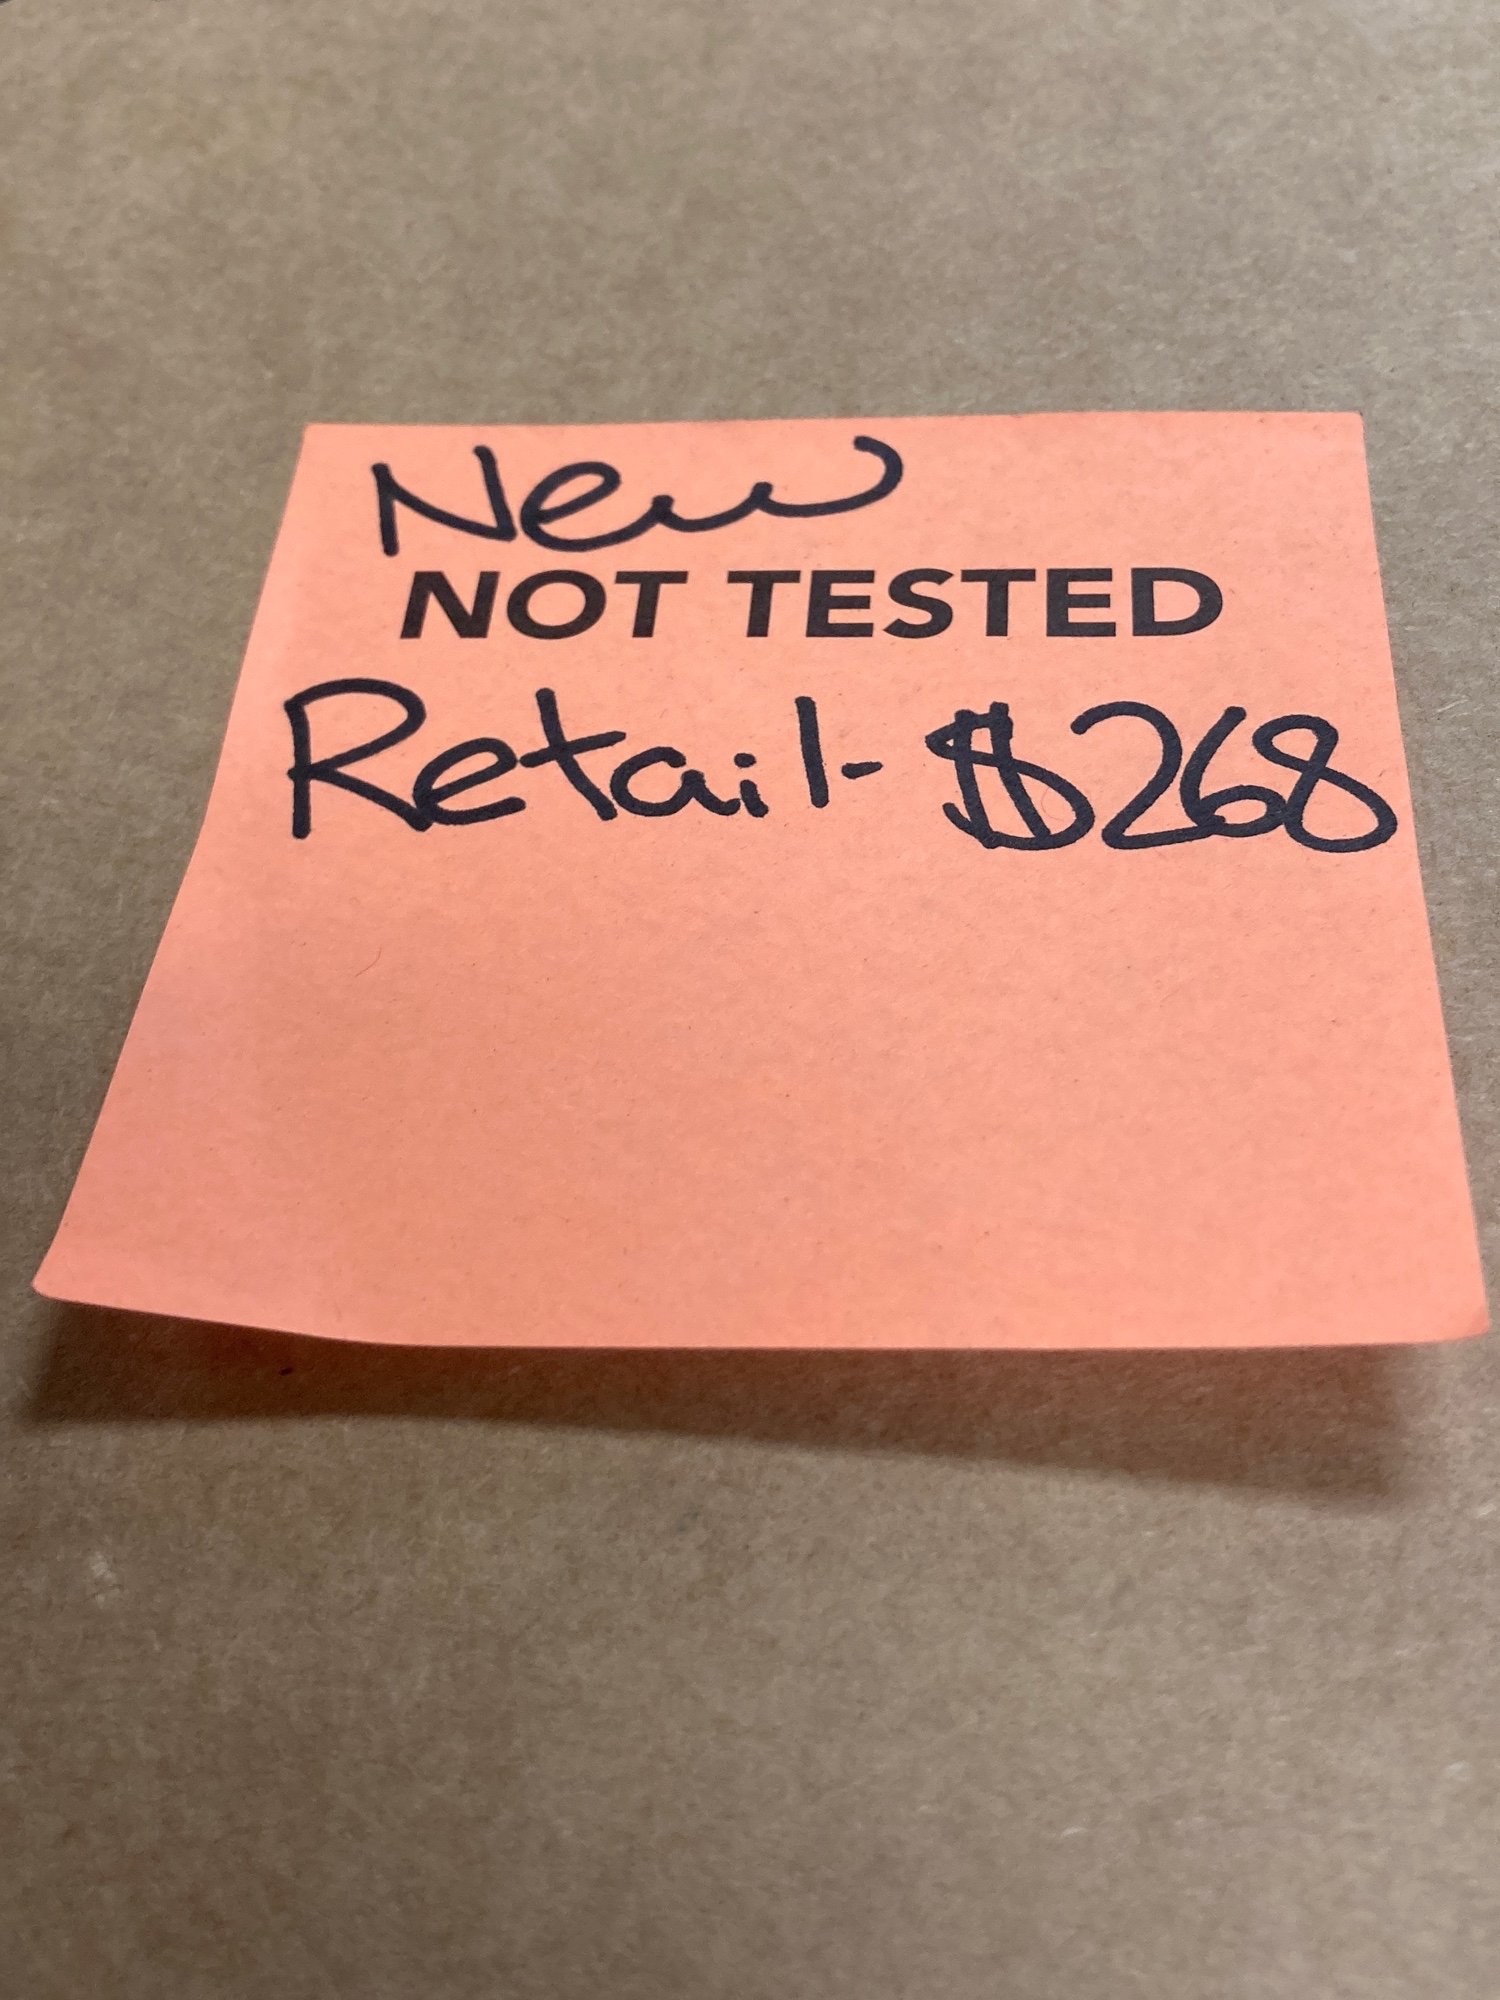 New
NOT TESTED
Retail- $268